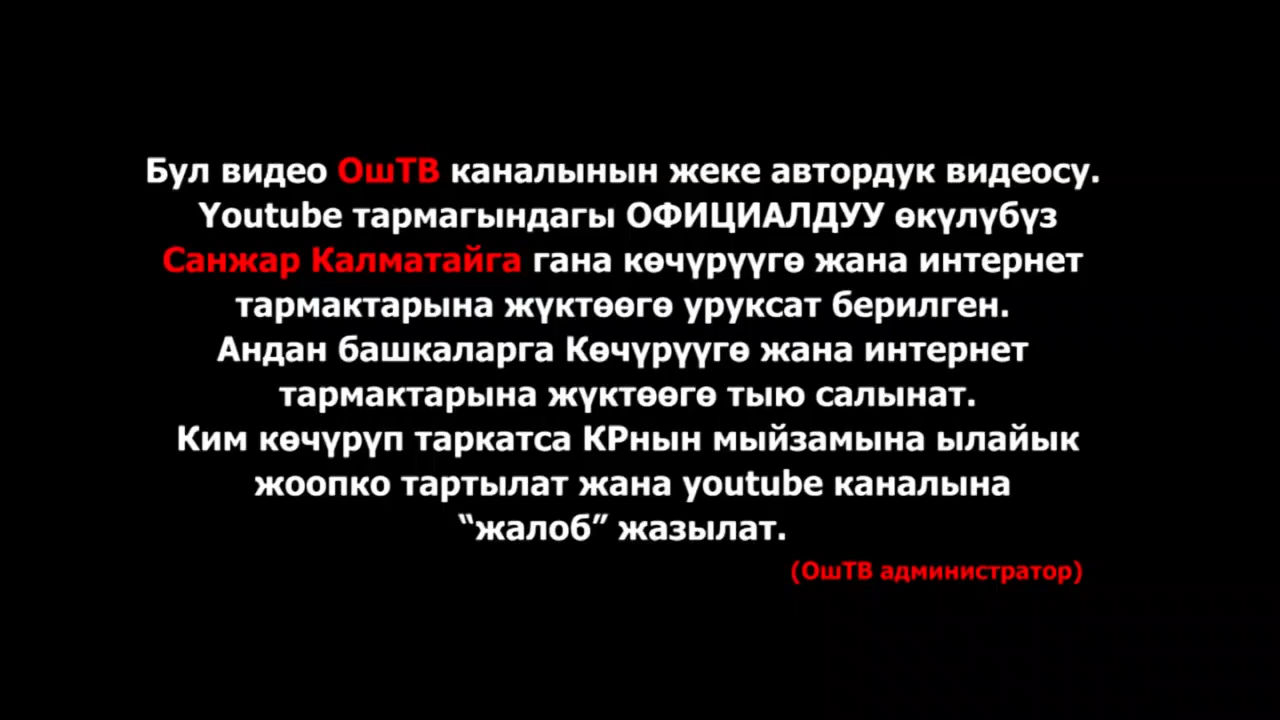 Бул видео ОшТВ каналынын жеке автордук видеосу.
Youtube тармагындагы ОФИЦИАЛДУУ өкүлүбүз
Санжар Калматайга гана көчүрүүгө жана интернет
тармактарына жүктөөгө уруксат берилген.
Андан башкаларга Көчүрүүгө жана интернет
тармактарына жүктөөгө тыю салынат.
Ким көчүрүп таркатса КРнын мыйзамына ылайык
жоопко тартылат жана youtube каналына
“жалоб” жазылат.
(ОшТВ администратор)